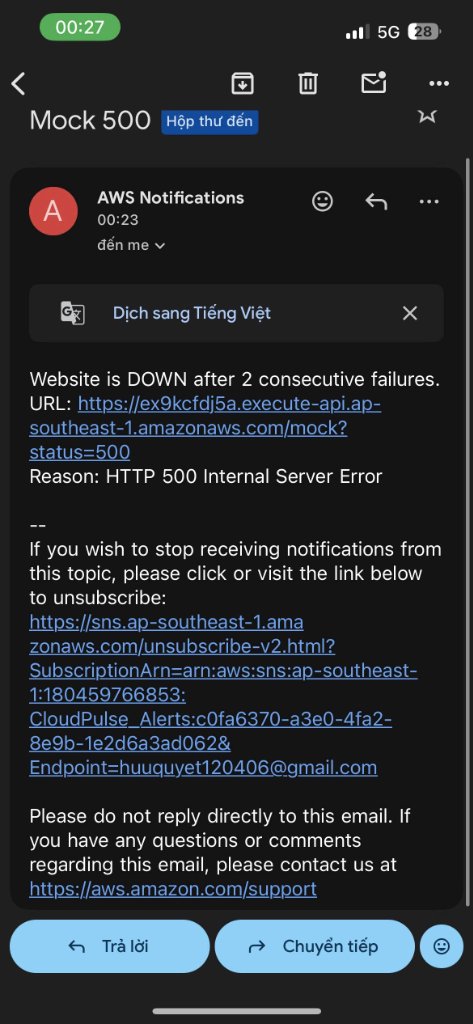 00:27
5G 28
Mock 500 Hộp thư đến
A
AWS Notifications
00:23
đến me
Dịch sang Tiếng Việt
Website is DOWN after 2 consecutive failures.
URL: https://ex9kcfdj5a.execute-api.ap-
southeast-1.amazonaws.com/mock?
status=500
Reason: HTTP 500 Internal Server Error
--
If you wish to stop receiving notifications from
this topic, please click or visit the link below
to unsubscribe:
https://sns.ap-southeast-1.ama
zonaws.com/unsubscribe-v2.html?
SubscriptionArn=arn:aws:sns:ap-southeast-
1:180459766853:
CloudPulse_Alerts:c0fa6370-a3e0-4fa2-
8e9b-1e2d6a3ad062&
Endpoint=huuquyet120406@gmail.com
Please do not reply directly to this email. If
you have any questions or comments
regarding this email, please contact us at
https://aws.amazon.com/support
Trả lời
Chuyển tiếp